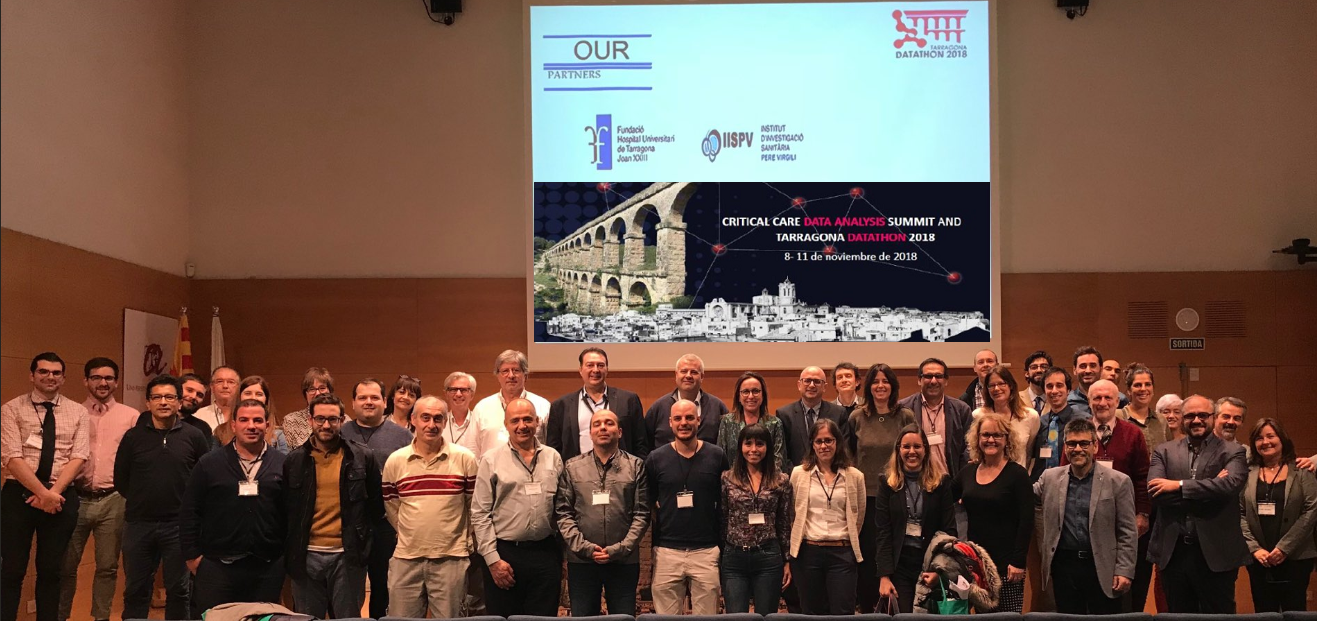 OUR
PARTNERS
TARRAGONA
DATATHON 2018
Fundació
Hospital Universitari
de Tarragona
Joan XXIII
IISPV
INSTITUT
D'INVESTIGACIÓ
SANITÀRIA
PERE VIRGILI
CRITICAL CARE DATA ANALYSIS SUMMIT AND
TARRAGONA DATATHON 2018
8- 11 de noviembre de 2018
SORTIDA